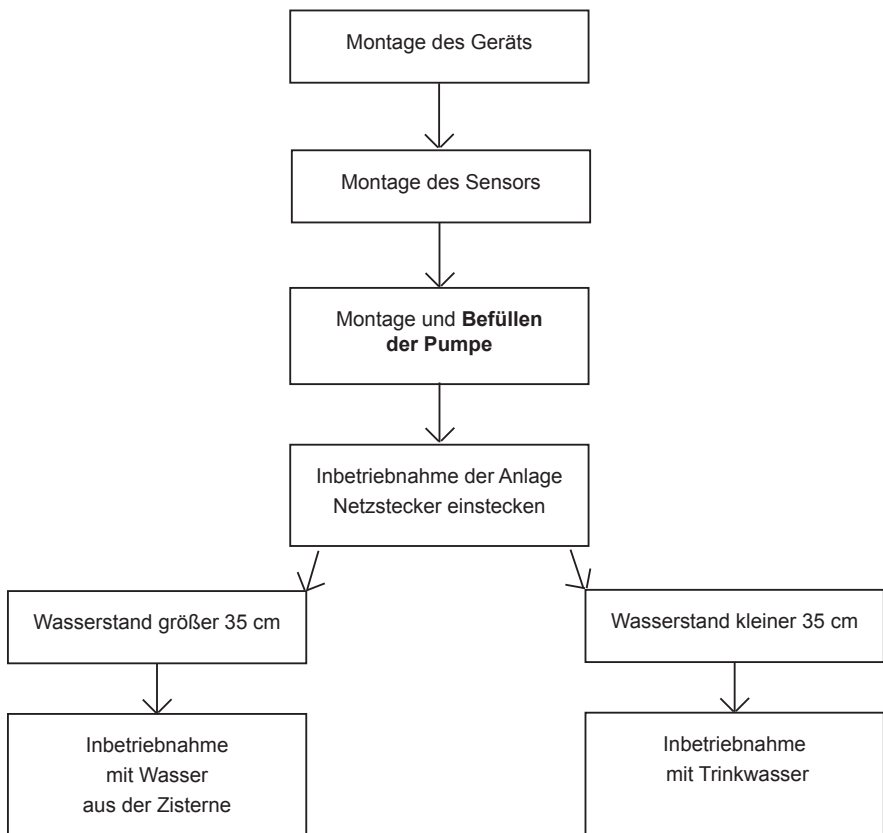 Montage des Geräts
Montage des Sensors
Montage und Befüllen
der Pumpe
Inbetriebnahme der Anlage
Netzstecker einstecken
Wasserstand größer 35 cm
Wasserstand kleiner 35 cm
Inbetriebnahme
mit Wasser
aus der Zisterne
Inbetriebnahme
mit Trinkwasser